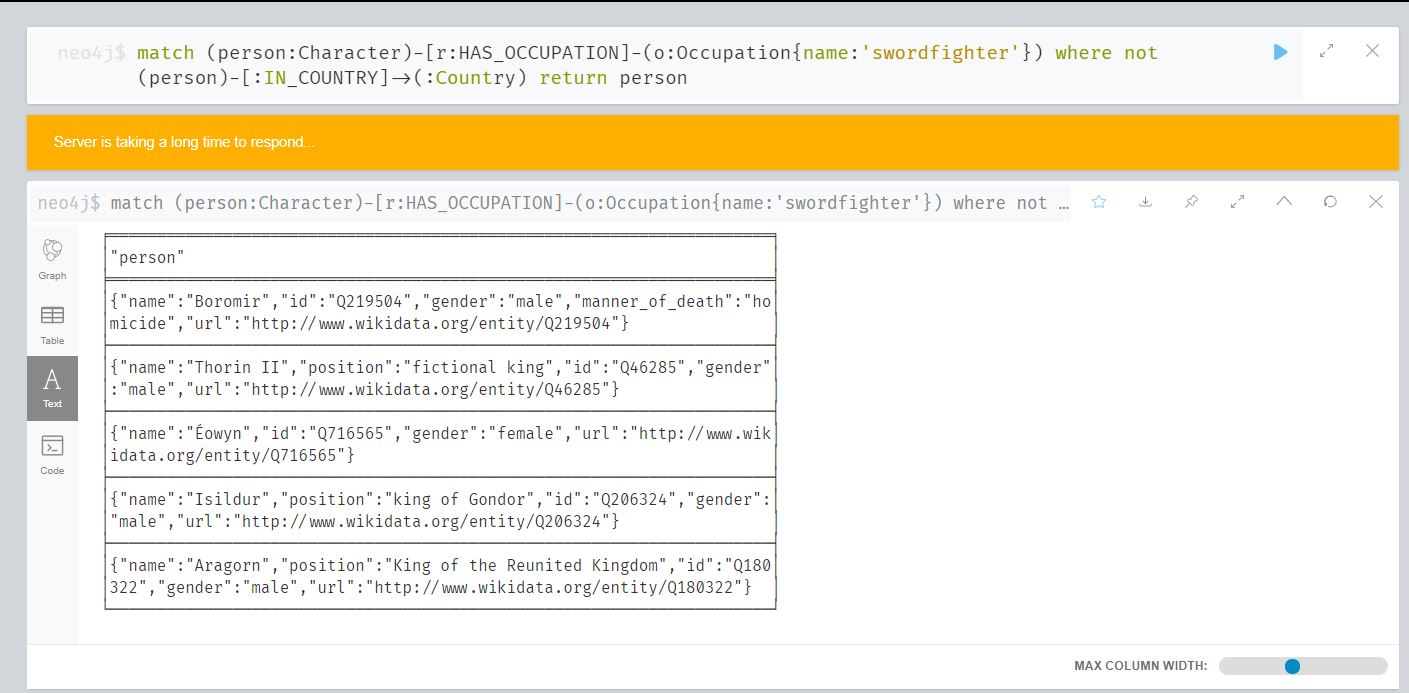 neo4j$ match (person:Character)-[r:HAS_OCCUPATION]-(o:Occupation{name:'swordfighter'}) where not
(person)-[:IN_COUNTRY]->(:Country) return person
Server is taking a long time to respond...
neo4j$ match (person:Character)-[r:HAS_OCCUPATION]-(o:Occupation{name:'swordfighter'}) where not …
Graph
Table
A
Text
Code
"person"
{"name":"Boromir","id":"Q219504","gender":"male","manner_of_death":"ho
micide","url":"http://www.wikidata.org/entity/Q219504"}
{"name":"Thorin II","position":"fictional king","id":"Q46285","gender"
:"male","url":"http://www.wikidata.org/entity/Q46285"}
{"name":"Éowyn","id":"Q716565","gender":"female","url":"http://www.wik
idata.org/entity/Q716565"}
{"name":"Isildur","position":"king of Gondor","id":"Q206324","gender":
"male","url":"http://www.wikidata.org/entity/Q206324"}
{"name":"Aragorn","position":"King of the Reunited Kingdom","id":"Q180
322","gender":"male","url":"http://www.wikidata.org/entity/Q180322"}
MAX COLUMN WIDTH: